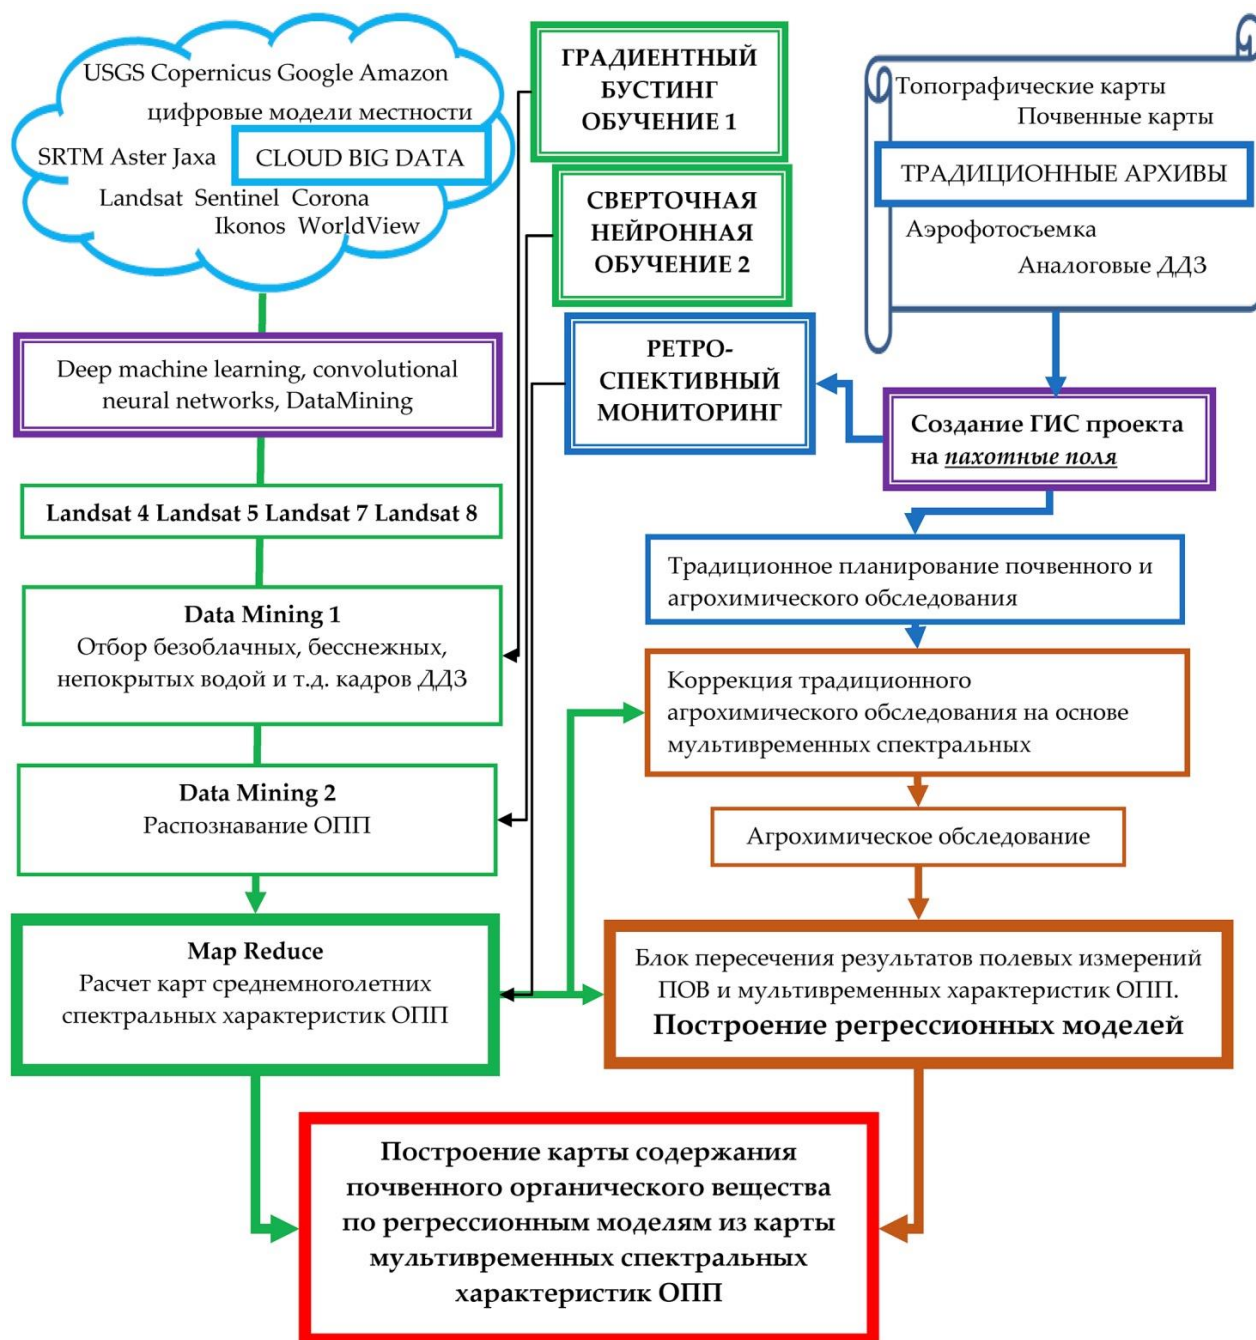 USGS Copernicus Google Amazon
цифровые модели местности
SRTM Aster Jaxa
CLOUD BIG DATA
Landsat Sentinel Corona
Ikonos WorldView
ГРАДИЕНТНЫЙ
БУСТИНГ
ОБУЧЕНИЕ 1
СВЕРТОЧНАЯ
НЕЙРОННАЯ
ОБУЧЕНИЕ 2
РЕТРО-
СПЕКТИВНЫЙ
МОНИТОРИНГ
Топографические карты
Почвенные карты
ТРАДИЦИОННЫЕ АРХИВЫ
Аэрофотосъемка
Аналоговые ДДЗ
Deep machine learning, convolutional
neural networks, DataMining
Создание ГИС проекта
на пахотные поля
Landsat 4 Landsat 5 Landsat 7 Landsat 8
Традиционное планирование почвенного и
агрохимического обследования
Data Mining 1
Отбор безоблачных, бесснежных,
непокрытых водой и т.д. кадров ДДЗ
Коррекция традиционного
агрохимического обследования на основе
мультивременных спектральных
Data Mining 2
Распознавание ОПП
Агрохимическое обследование
Map Reduce
Расчет карт среднемноголетних
спектральных характеристик ОПП
Блок пересечения результатов полевых измерений
ПОВ и мультивременных характеристик ОПП.
Построение регрессионных моделей
Построение карты содержания
почвенного органического вещества
по регрессионным моделям из карты
мультивременных спектральных
характеристик ОПП